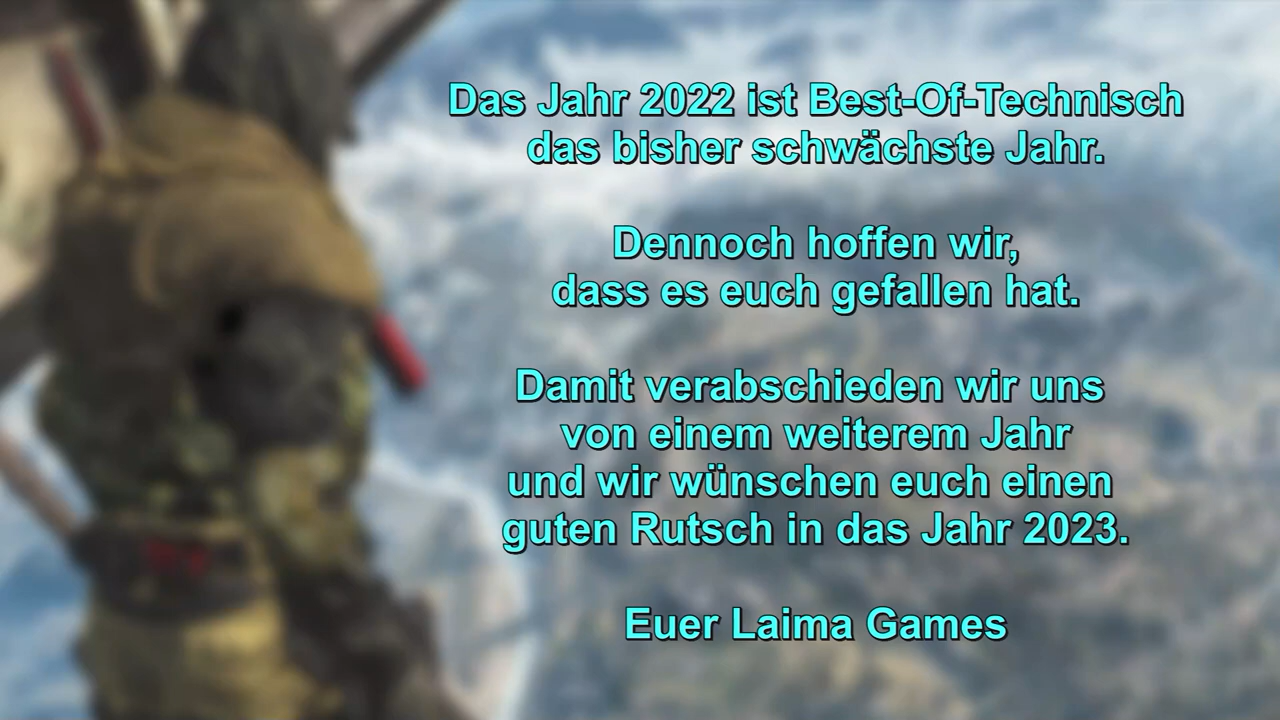 Das Jahr 2022 ist Best-Of-Technisch
das bisher schwächste Jahr.
Dennoch hoffen wir,
dass es euch gefallen hat.
Damit verabschieden wir uns
von einem weiterem Jahr
und wir wünschen euch einen
guten Rutsch in das Jahr 2023.
Euer Laima Games